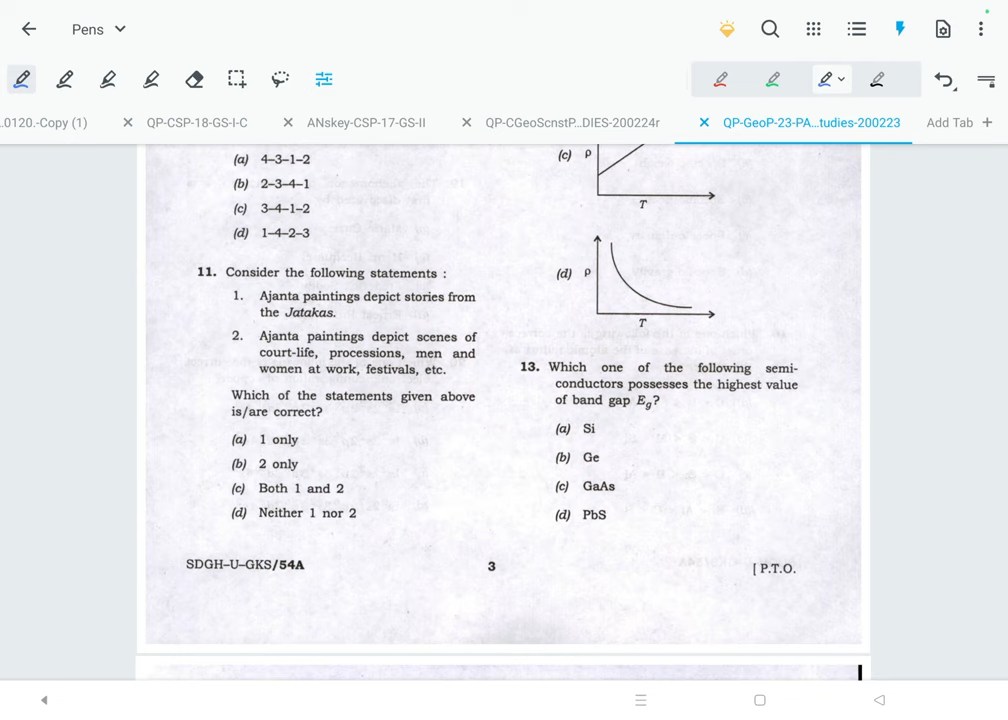 Pens
.0120.-Copy (1)
QP-CSP-18-GS-I-C
ANskey-CSP-17-GS-II
QP-CGeoScnstP...DIES-200224r
QP-GeoP-23-PA...tudies-200223
Add Tab
(a) 4–3–1–2
(b) 2–3–4–1
(c) 3–4–1–2
(d) 1–4–2–3
11. Consider the following statements :
1. Ajanta paintings depict stories from
the Jatakas.
2. Ajanta paintings depict scenes of
court-life, processions, men and
women at work, festivals, etc.
Which of the statements given above
is/are correct?
(a) 1 only
(b) 2 only
(c) Both 1 and 2
(d) Neither 1 nor 2
(c) ρ
T
(d) ρ
T
13. Which one of the following semi-
conductors possesses the highest value
of band gap Eg?
(a) Si
(b) Ge
(c) GaAs
(d) PbS
SDGH–U–GKS/54A
3
[ P.T.O.